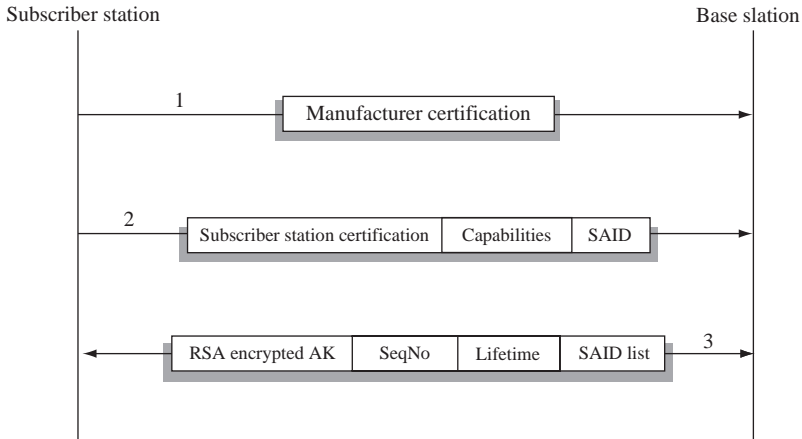 Subscriber station
Base slation
1
Manufacturer certification
2
Subscriber station certification Capabilities SAID
RSA encrypted AK SeqNo Lifetime SAID list 3